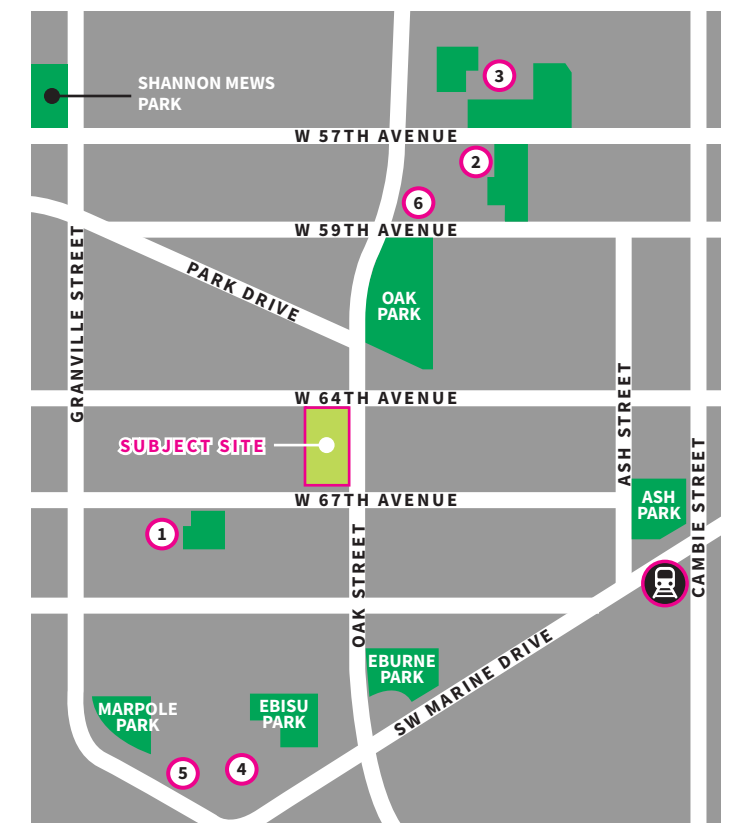 3
SHANNON MEWS
PARK
W 57TH AVENUE
2
6
W 59TH AVENUE
GRANVILLE STREET
PARK DRIVE
OAK
PARK
W 64TH AVENUE
SUBJECT SITE
ASH STREET
CAMBIE STREET
W 67TH AVENUE
ASH
PARK
1
OAK STREET
EBURNE
PARK
SW MARINE DRIVE
MARPOLE
PARK
EBISU
PARK
5
4